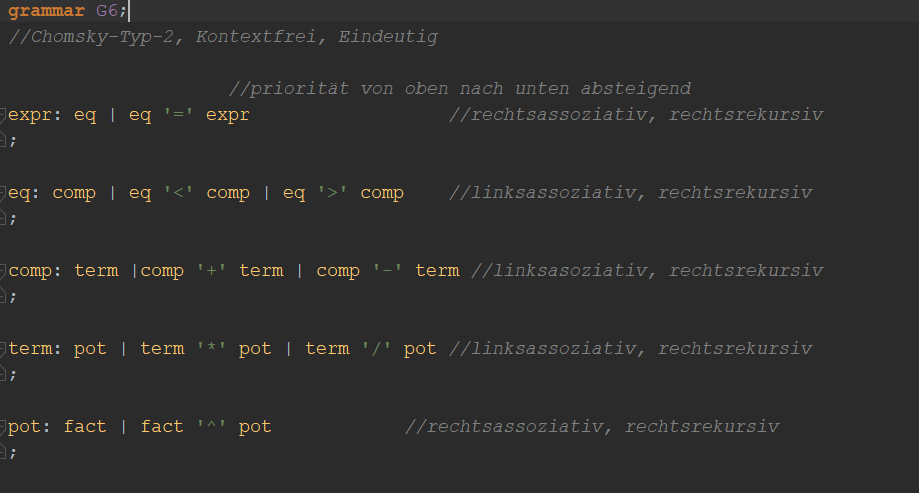 grammar G6;
//Chomsky-Typ-2, Kontextfrei, Eindeutig
//priorität von oben nach unten absteigend
expr: eq | eq '=' expr //rechtsassoziativ, rechtsrekursiv
;
eq: comp | eq '<' comp | eq '>' comp //linksassoziativ, rechtsrekursiv
;
comp: term |comp '+' term | comp '-' term //linksasoziativ, rechtsrekursiv
;
term: pot | term '*' pot | term '/' pot //linksassoziativ, rechtsrekursiv
;
pot: fact | fact '^' pot //rechtsassoziativ, rechtsrekursiv
;